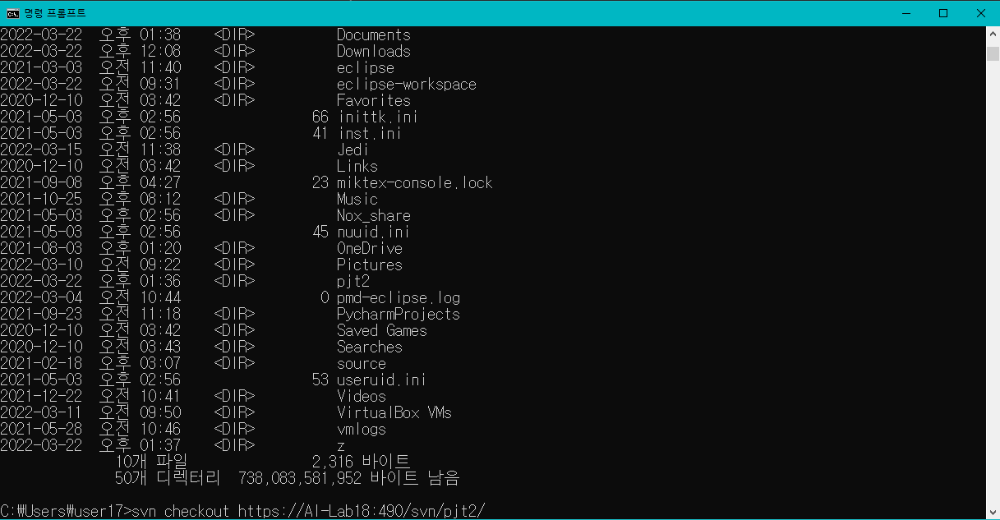 명령 프롬프트
2022-03-22  오후 01:38    <DIR>          Documents
2022-03-22  오후 12:08    <DIR>          Downloads
2021-03-03  오전 11:40    <DIR>          eclipse
2022-03-22  오전 09:31    <DIR>          eclipse-workspace
2020-12-10  오전 03:42    <DIR>          Favorites
2021-05-03  오후 02:56                66 inittk.ini
2021-05-03  오후 02:56                41 inst.ini
2022-03-15  오전 11:38    <DIR>          Jedi
2020-12-10  오전 03:42    <DIR>          Links
2021-09-08  오후 04:27                23 miktex-console.lock
2021-10-25  오후 08:12    <DIR>          Music
2021-05-03  오후 02:56    <DIR>          Nox_share
2021-05-03  오후 02:56                45 nuuid.ini
2021-08-03  오후 01:20    <DIR>          OneDrive
2022-03-10  오전 09:22    <DIR>          Pictures
2022-03-22  오후 01:36    <DIR>          pjt2
2022-03-04  오전 10:44                 0 pmd-eclipse.log
2021-09-23  오전 11:18    <DIR>          PycharmProjects
2020-12-10  오전 03:42    <DIR>          Saved Games
2020-12-10  오전 03:43    <DIR>          Searches
2021-02-18  오후 03:07    <DIR>          source
2021-05-03  오후 02:56                53 useruid.ini
2021-12-22  오전 10:41    <DIR>          Videos
2022-03-11  오전 09:50    <DIR>          VirtualBox VMs
2021-05-28  오전 10:46    <DIR>          vmlogs
2022-03-22  오후 01:37    <DIR>          z
10개 파일               2,316 바이트
50개 디렉터리  738,083,581,952 바이트 남음
C:₩Users₩user17>svn checkout https://AI-Lab18:490/svn/pjt2/